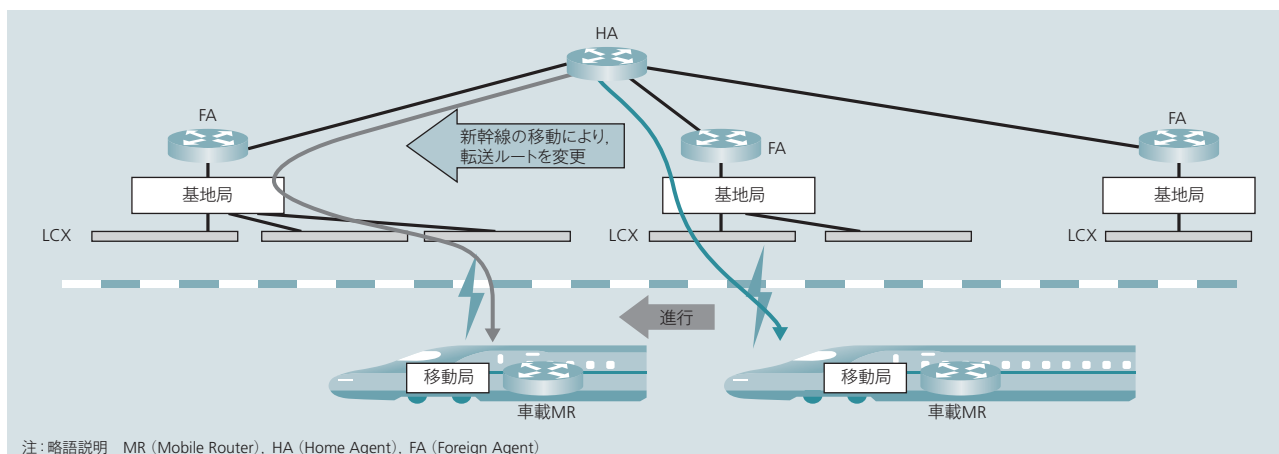 HA
FA
新幹線の移動により,
転送ルートを変更
FA
FA
基地局
基地局
基地局
LCX
LCX
LCX
進行
移動局
車載MR
移動局
車載MR
注：略語説明　MR（Mobile Router），HA（Home Agent），FA（Foreign Agent）